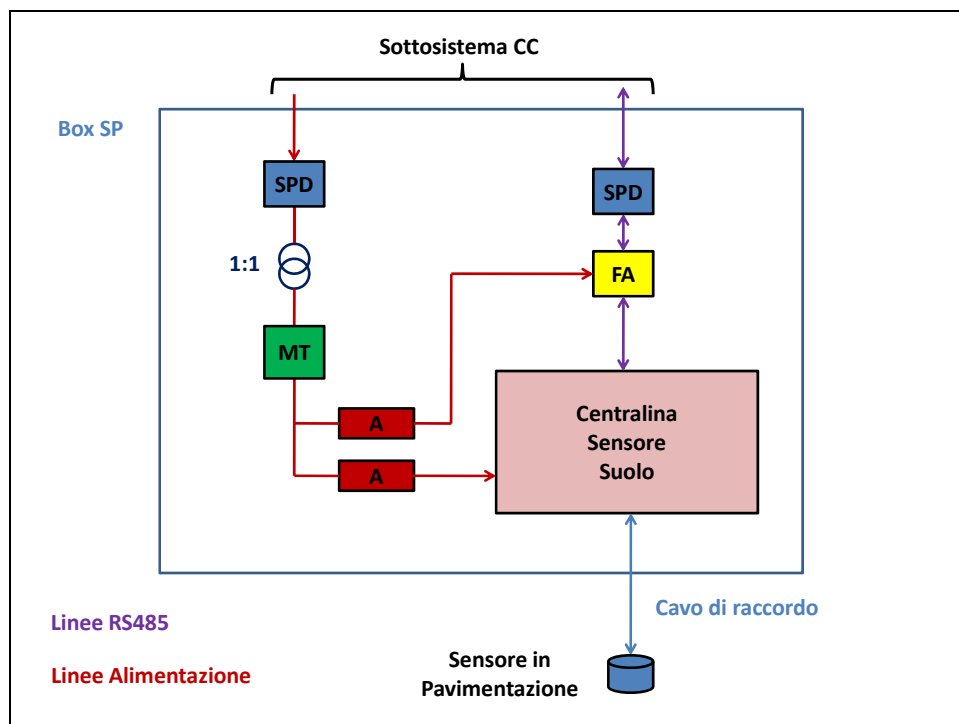 Sottosistema CC
Box SP
SPD
SPD
1:1
FA
MT
A
A
Centralina
Sensore
Suolo
Cavo di raccordo
Linee RS485
Linee Alimentazione
Sensore in
Pavimentazione